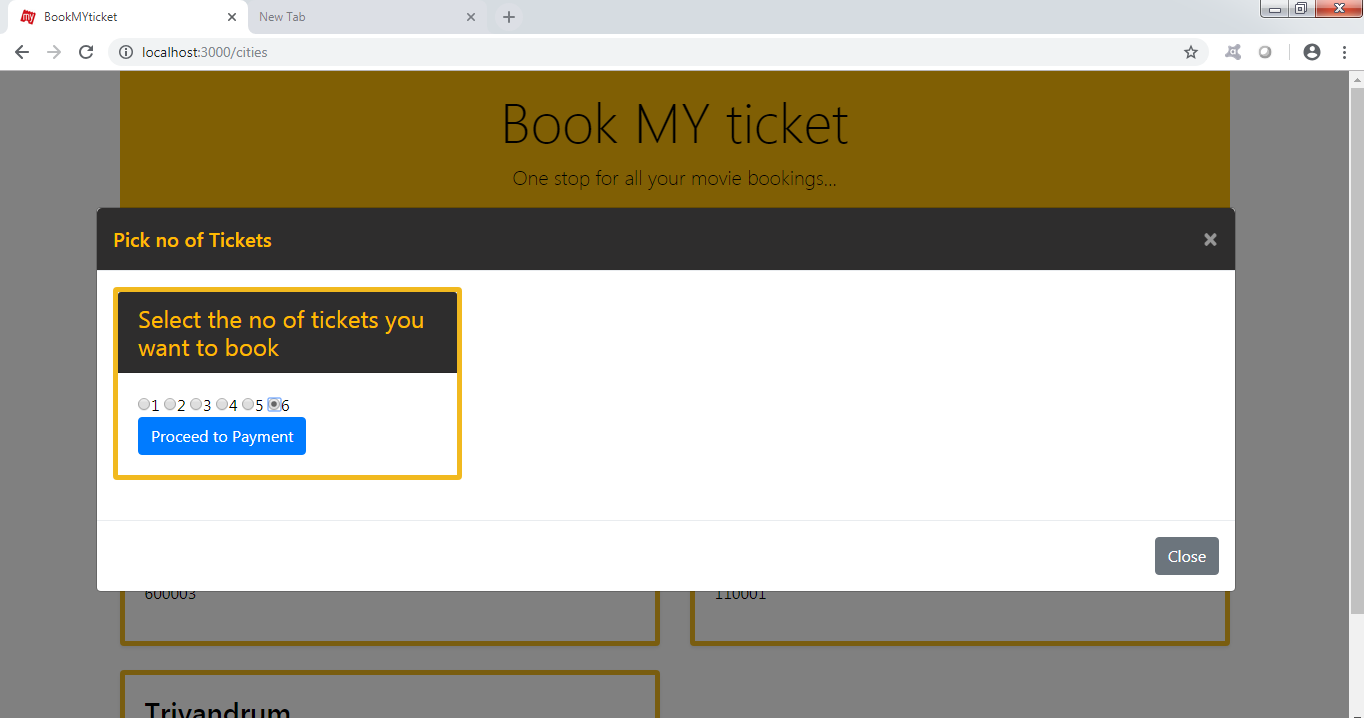 my BookMYticket
New Tab
localhost:3000/cities
Book MY ticket
One stop for all your movie bookings...
Pick no of Tickets
×
Select the no of tickets you
want to book
1 2 3 4 5 6
Proceed to Payment
Close
600003
110001
Trivandrum